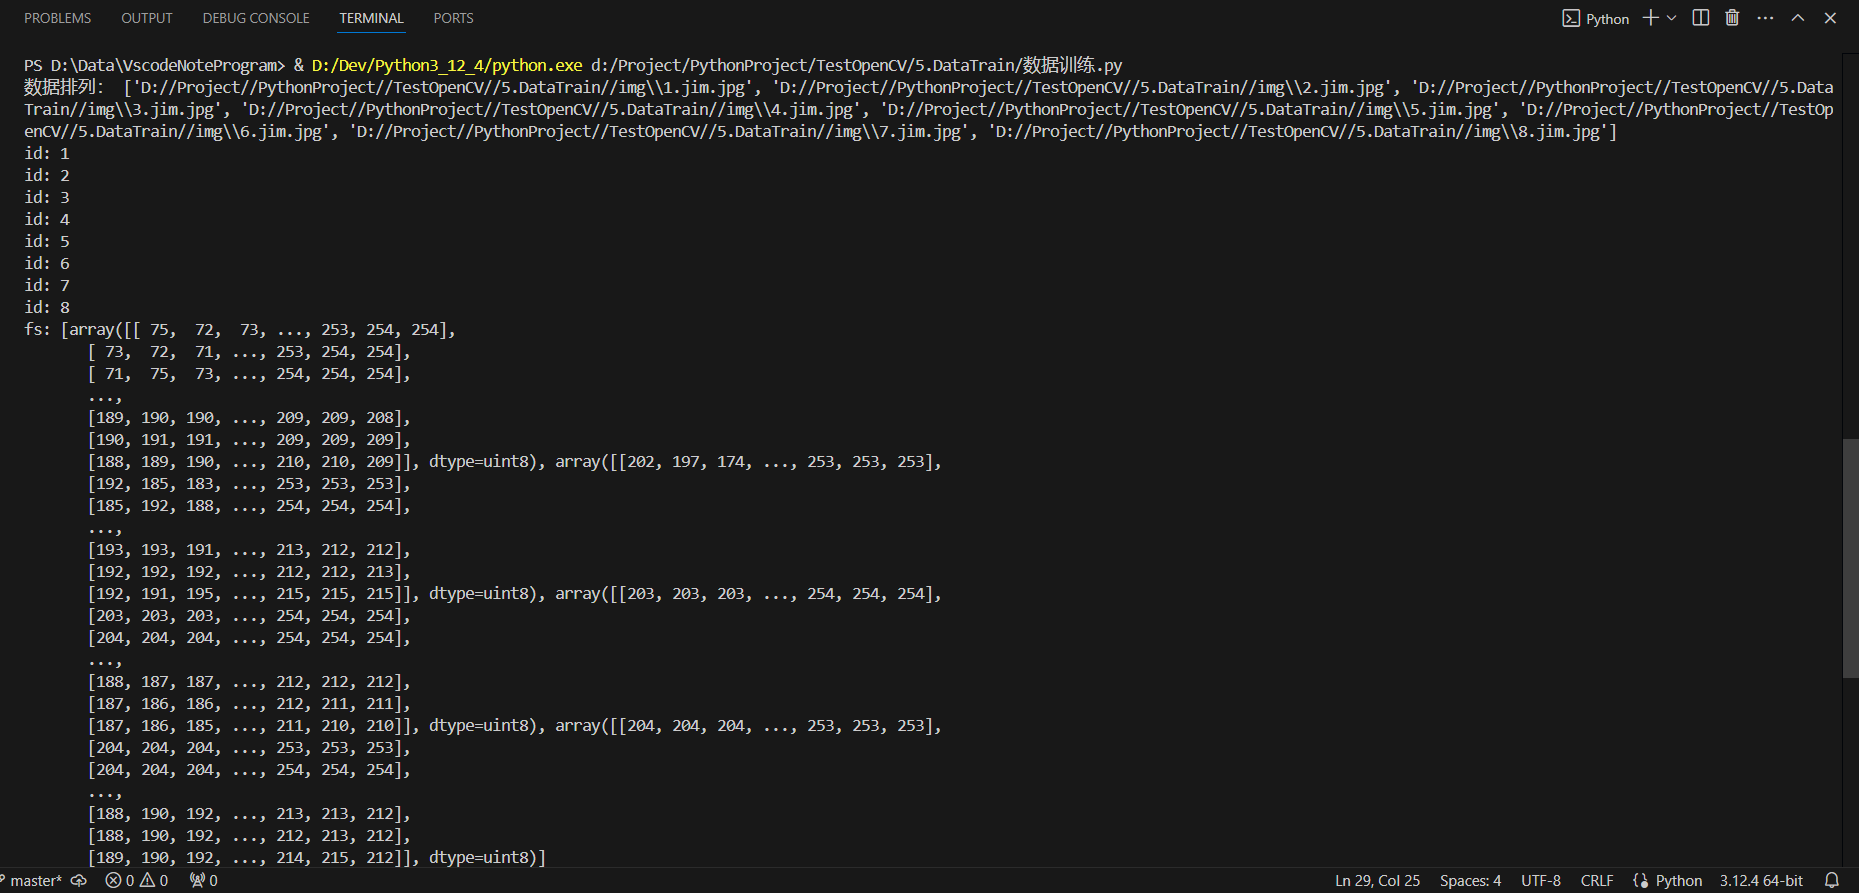 PROBLEMS OUTPUT DEBUG CONSOLE TERMINAL PORTS Python
PS D:\Data\VscodeNoteProgram> & D:/Dev/Python3_12_4/python.exe d:/Project/PythonProject/TestOpenCV/5.DataTrain/数据训练.py
数据排列: ['D://Project//PythonProject//TestOpenCV//5.DataTrain//img\\1.jim.jpg', 'D://Project//PythonProject//TestOpenCV//5.DataTrain//img\\2.jim.jpg', 'D://Project//PythonProject//TestOpenCV//5.Data
Train//img\\3.jim.jpg', 'D://Project//PythonProject//TestOpenCV//5.DataTrain//img\\4.jim.jpg', 'D://Project//PythonProject//TestOpenCV//5.DataTrain//img\\5.jim.jpg', 'D://Project//PythonProject//TestOp
enCV//5.DataTrain//img\\6.jim.jpg', 'D://Project//PythonProject//TestOpenCV//5.DataTrain//img\\7.jim.jpg', 'D://Project//PythonProject//TestOpenCV//5.DataTrain//img\\8.jim.jpg']
id: 1
id: 2
id: 3
id: 4
id: 5
id: 6
id: 7
id: 8
fs: [array([[ 75,  72,  73, ..., 253, 254, 254],
[ 73,  72,  71, ..., 253, 254, 254],
[ 71,  75,  73, ..., 254, 254, 254],
...,
[189, 190, 190, ..., 209, 209, 208],
[190, 191, 191, ..., 209, 209, 209],
[188, 189, 190, ..., 210, 210, 209]], dtype=uint8), array([[202, 197, 174, ..., 253, 253, 253],
[192, 185, 183, ..., 253, 253, 253],
[185, 192, 188, ..., 254, 254, 254],
...,
[193, 193, 191, ..., 213, 212, 212],
[192, 192, 192, ..., 212, 212, 213],
[192, 191, 195, ..., 215, 215, 215]], dtype=uint8), array([[203, 203, 203, ..., 254, 254, 254],
[203, 203, 203, ..., 254, 254, 254],
[204, 204, 204, ..., 254, 254, 254],
...,
[188, 187, 187, ..., 212, 212, 212],
[187, 186, 186, ..., 212, 211, 211],
[187, 186, 185, ..., 211, 210, 210]], dtype=uint8), array([[204, 204, 204, ..., 253, 253, 253],
[204, 204, 204, ..., 253, 253, 253],
[204, 204, 204, ..., 254, 254, 254],
...,
[188, 190, 192, ..., 213, 213, 212],
[188, 190, 192, ..., 212, 213, 212],
[189, 190, 192, ..., 214, 215, 212]], dtype=uint8)]
master* 0 0 0 Ln 29, Col 25 Spaces: 4 UTF-8 CRLF Python 3.12.4 64-bit